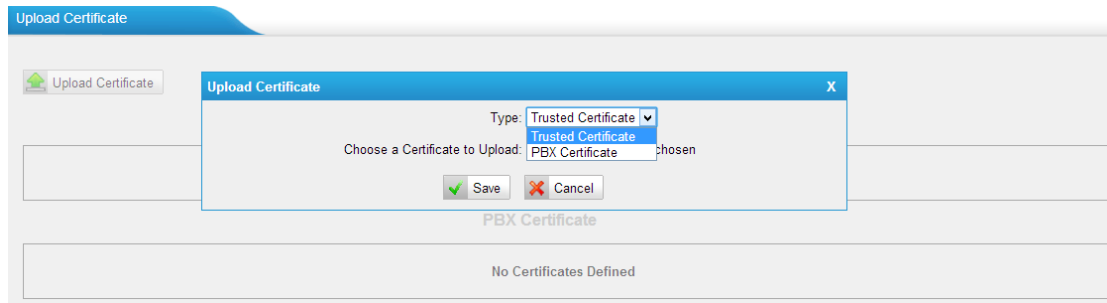 Upload Certificate
Upload Certificate
Upload Certificate X
Type: Trusted Certificate
Trusted Certificate
Choose a Certificate to Upload: PBX Certificate chosen
Save Cancel
PBX Certificate
No Certificates Defined